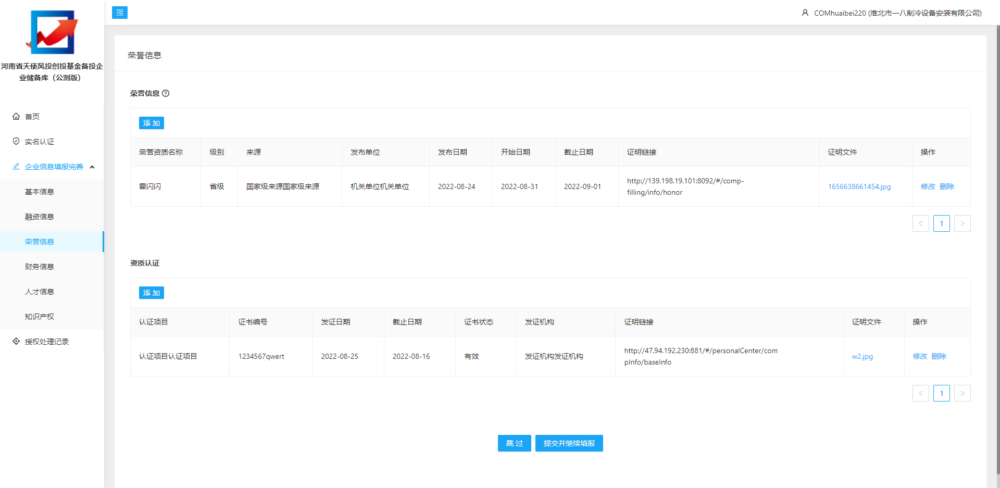 河南省天使风投创投基金备投企
业储备库（公测版）
首页
实名认证
企业信息填报完善
基本信息
融资信息
荣誉信息
财务信息
人才信息
知识产权
授权处理记录
COMhuaibei220 (淮北市一八制冷设备安装有限公司)
荣誉信息
荣誉信息
添 加
荣誉资质名称 级别 来源 发布单位 发布日期 开始日期 截止日期 证明链接 证明文件 操作
霍闪闪 省级 国家级来源国家级来源 机关单位机关单位 2022-08-24 2022-08-31 2022-09-01 http://139.198.19.101:8092/#/comp- 1656638661454.jpg 修改 删除
filling/info/honor
< 1 >
资质认证
添 加
认证项目 证书编号 发证日期 截止日期 证书状态 发证机构 证明链接 证明文件 操作
认证项目认证项目 1234567qwert 2022-08-25 2022-08-16 有效 发证机构发证机构 http://47.94.192.230:881/#/personalCenter/com w2.jpg 修改 删除
pInfo/baseInfo
< 1 >
跳 过 提交并继续填报